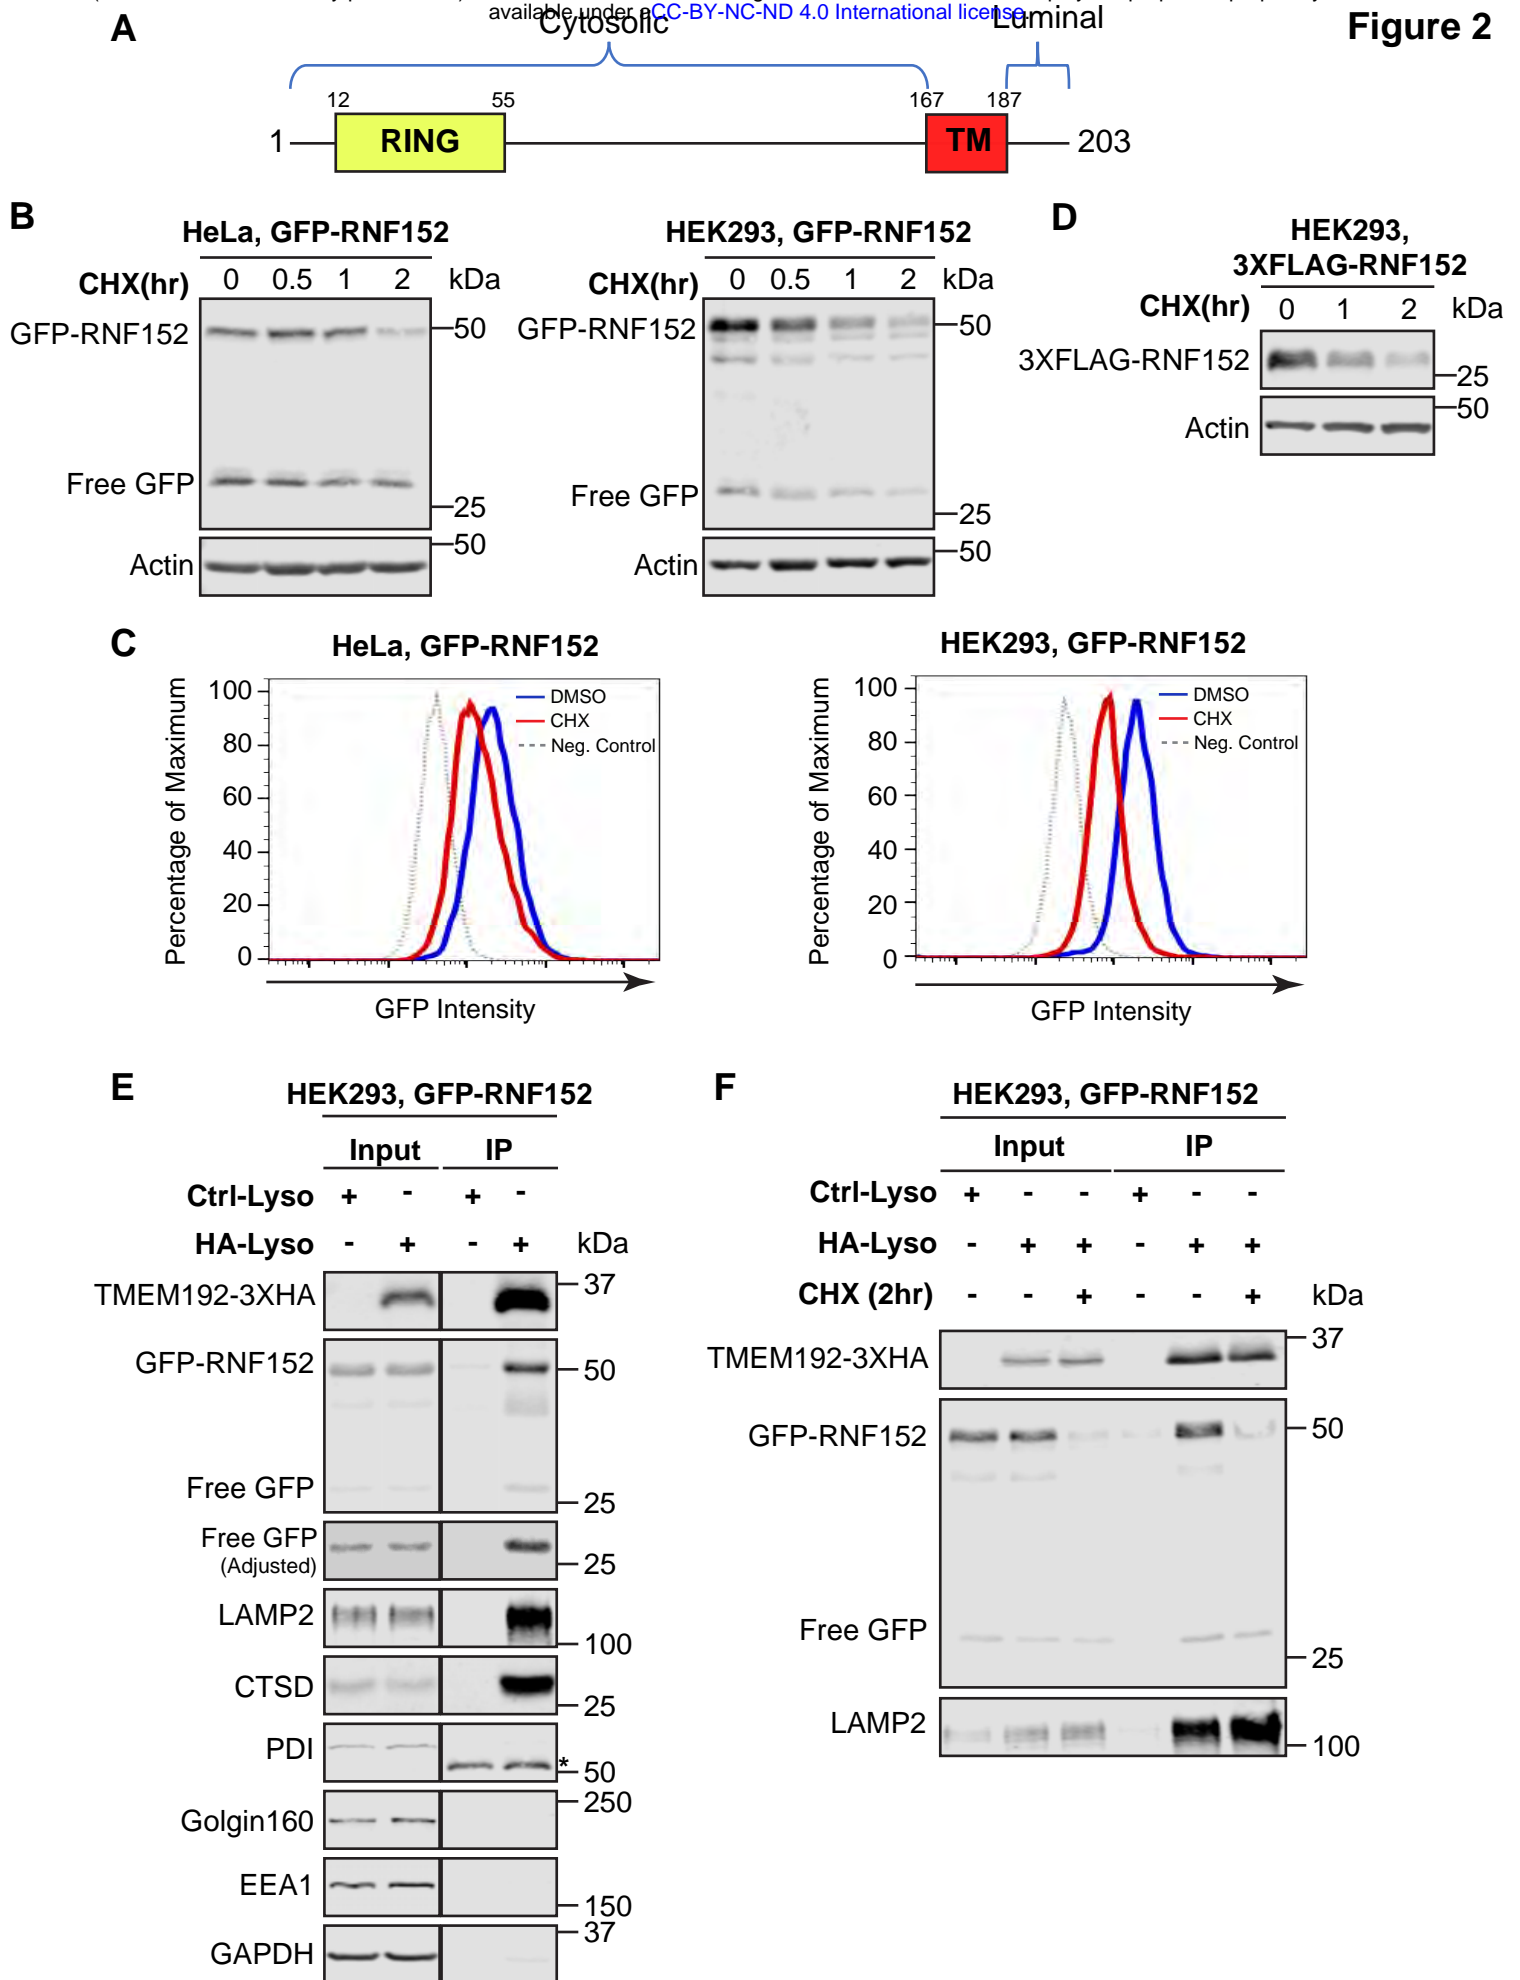 available under aCC-BY-NC-ND 4.0 International license.
Figure 2
A
Cytosolic
Luminal
12 55 167 187
1 RING TM 203
B
HeLa, GFP-RNF152
CHX(hr) 0 0.5 1 2 kDa
GFP-RNF152 50
Free GFP
25
50
Actin
HEK293, GFP-RNF152
CHX(hr) 0 0.5 1 2 kDa
GFP-RNF152 50
Free GFP
25
50
Actin
D
HEK293,
3XFLAG-RNF152
CHX(hr) 0 1 2 kDa
3XFLAG-RNF152
25
50
Actin
C
HeLa, GFP-RNF152
Percentage of Maximum
100
80
60
40
20
0
DMSO
CHX
Neg. Control
GFP Intensity
HEK293, GFP-RNF152
Percentage of Maximum
100
80
60
40
20
0
DMSO
CHX
Neg. Control
GFP Intensity
E
HEK293, GFP-RNF152
Input IP
Ctrl-Lyso + - + -
HA-Lyso - + - + kDa
TMEM192-3XHA 37
GFP-RNF152 50
Free GFP 25
Free GFP
(Adjusted) 25
LAMP2
100
CTSD
25
PDI * 50
250
Golgin160
EEA1
150
37
GAPDH
F
HEK293, GFP-RNF152
Input IP
Ctrl-Lyso + - - + - -
HA-Lyso - + + - + +
CHX (2hr) - - + - - + kDa
37
TMEM192-3XHA
GFP-RNF152 50
Free GFP
25
LAMP2
100